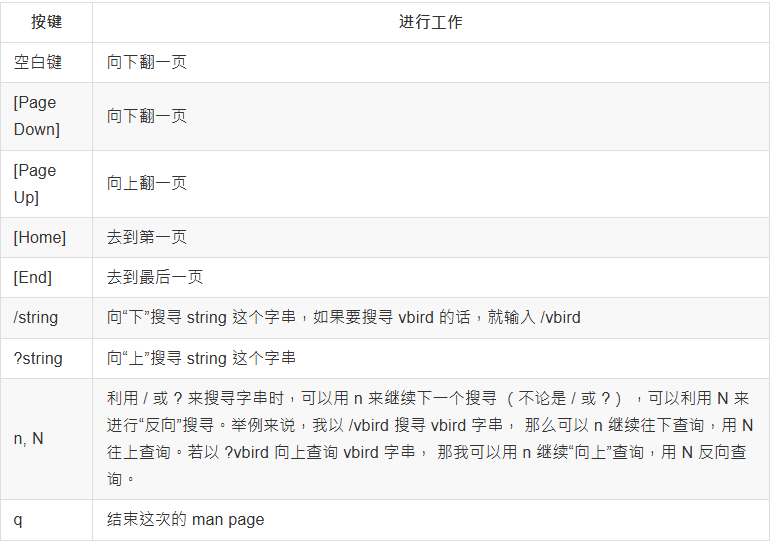 按键 进行工作
空白键 向下翻一页
[Page
Down] 向下翻一页
[Page
Up] 向上翻一页
[Home] 去到第一页
[End] 去到最后一页
/string 向“下”搜寻 string 这个字串，如果要搜寻 vbird 的话，就输入 /vbird
?string 向“上”搜寻 string 这个字串
n, N
利用 / 或 ? 来搜寻字串时，可以用 n 来继续下一个搜寻 （不论是 / 或 ?） ，可以利用 N 来
进行“反向”搜寻。举例来说，我以 /vbird 搜寻 vbird 字串， 那么可以 n 继续往下查询，用 N
往上查询。若以 ?vbird 向上查询 vbird 字串， 那我可以用 n 继续“向上”查询，用 N 反向查
询。
q 结束这次的 man page